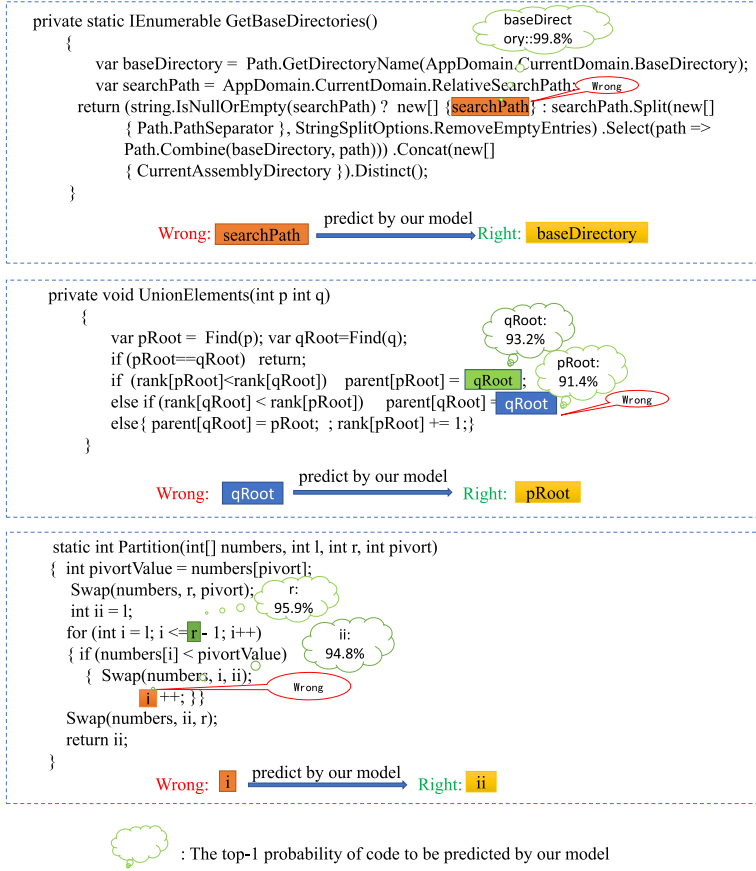 private static IEnumerable GetBaseDirectories()
baseDirect
ory::99.8%
{
var baseDirectory = Path.GetDirectoryName(AppDomain.CurrentDomain.BaseDirectory);
var searchPath = AppDomain.CurrentDomain.RelativeSearchPath;
Wrong
return (string.IsNullOrEmpty(searchPath) ? new[] {searchPath} : searchPath.Split(new[]
{ Path.PathSeparator }, StringSplitOptions.RemoveEmptyEntries) .Select(path =>
Path.Combine(baseDirectory, path))) .Concat(new[]
{ CurrentAssemblyDirectory }).Distinct();
}
Wrong: searchPath predict by our model Right: baseDirectory
private void UnionElements(int p int q)
{
qRoot:
93.2%
var pRoot = Find(p); var qRoot=Find(q);
if (pRoot==qRoot) return;
pRoot:
91.4%
if (rank[pRoot]<rank[qRoot]) parent[pRoot] = qRoot ;
else if (rank[qRoot] < rank[pRoot]) parent[qRoot] = qRoot
Wrong
else{ parent[qRoot] = pRoot; ; rank[pRoot] += 1;}
}
Wrong: qRoot predict by our model Right: pRoot
static int Partition(int[] numbers, int l, int r, int pivort)
{ int pivortValue = numbers[pivort];
Swap(numbers, r, pivort);
r:
95.9%
int ii = l;
for (int i = l; i <= r - 1; i++)
ii:
94.8%
{ if (numbers[i] < pivortValue)
{ Swap(numbers, i, ii);
Wrong
i ++; }}
Swap(numbers, ii, r);
return ii;
}
Wrong: i predict by our model Right: ii
: The top-1 probability of code to be predicted by our model